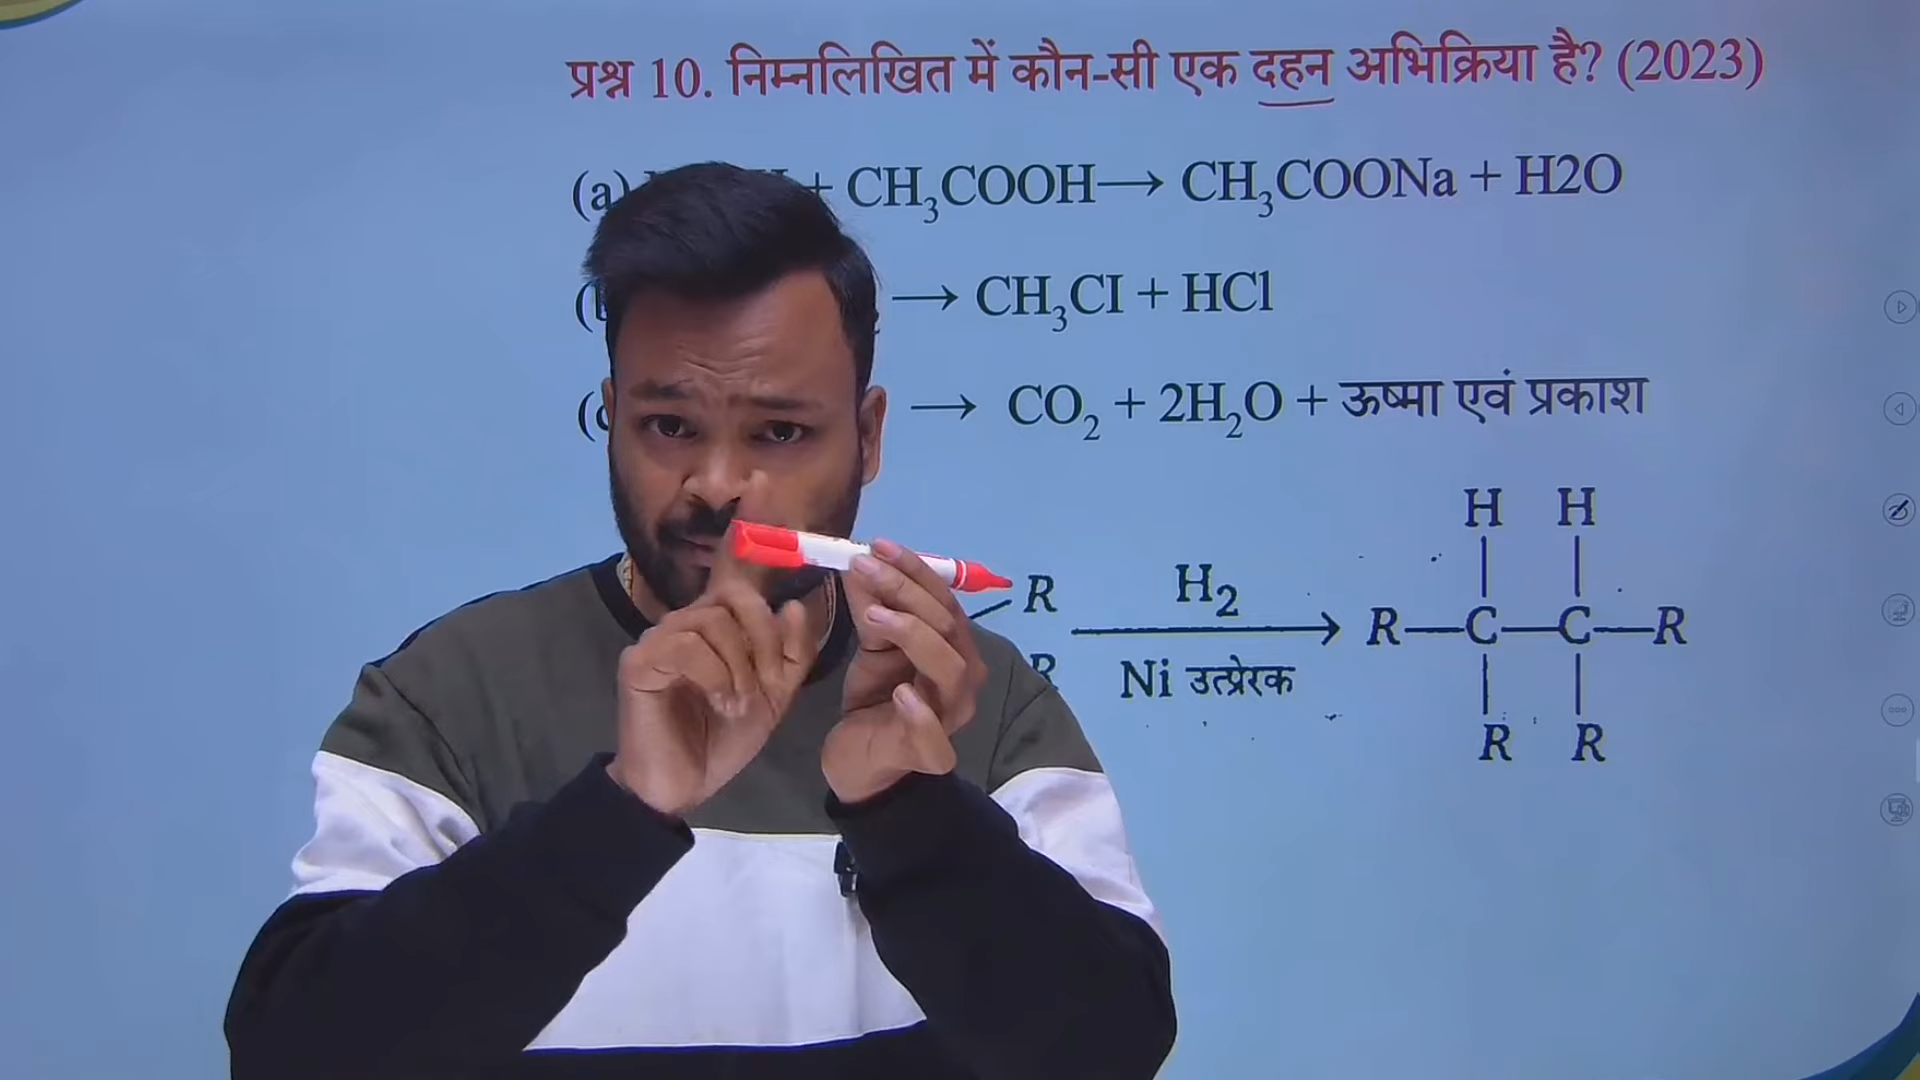 प्रश्न 10. निम्नलिखित में कौन-सी एक दहन अभिक्रिया है? (2023)
(a) + CH₃COOH⟶ CH₃COONa + H2O
⟶ CH₃CI + HCl
⟶ CO₂ + 2H₂O + ऊष्मा एवं प्रकाश
H H
R H₂
R—C—C—R
R Ni उत्प्रेरक
R R